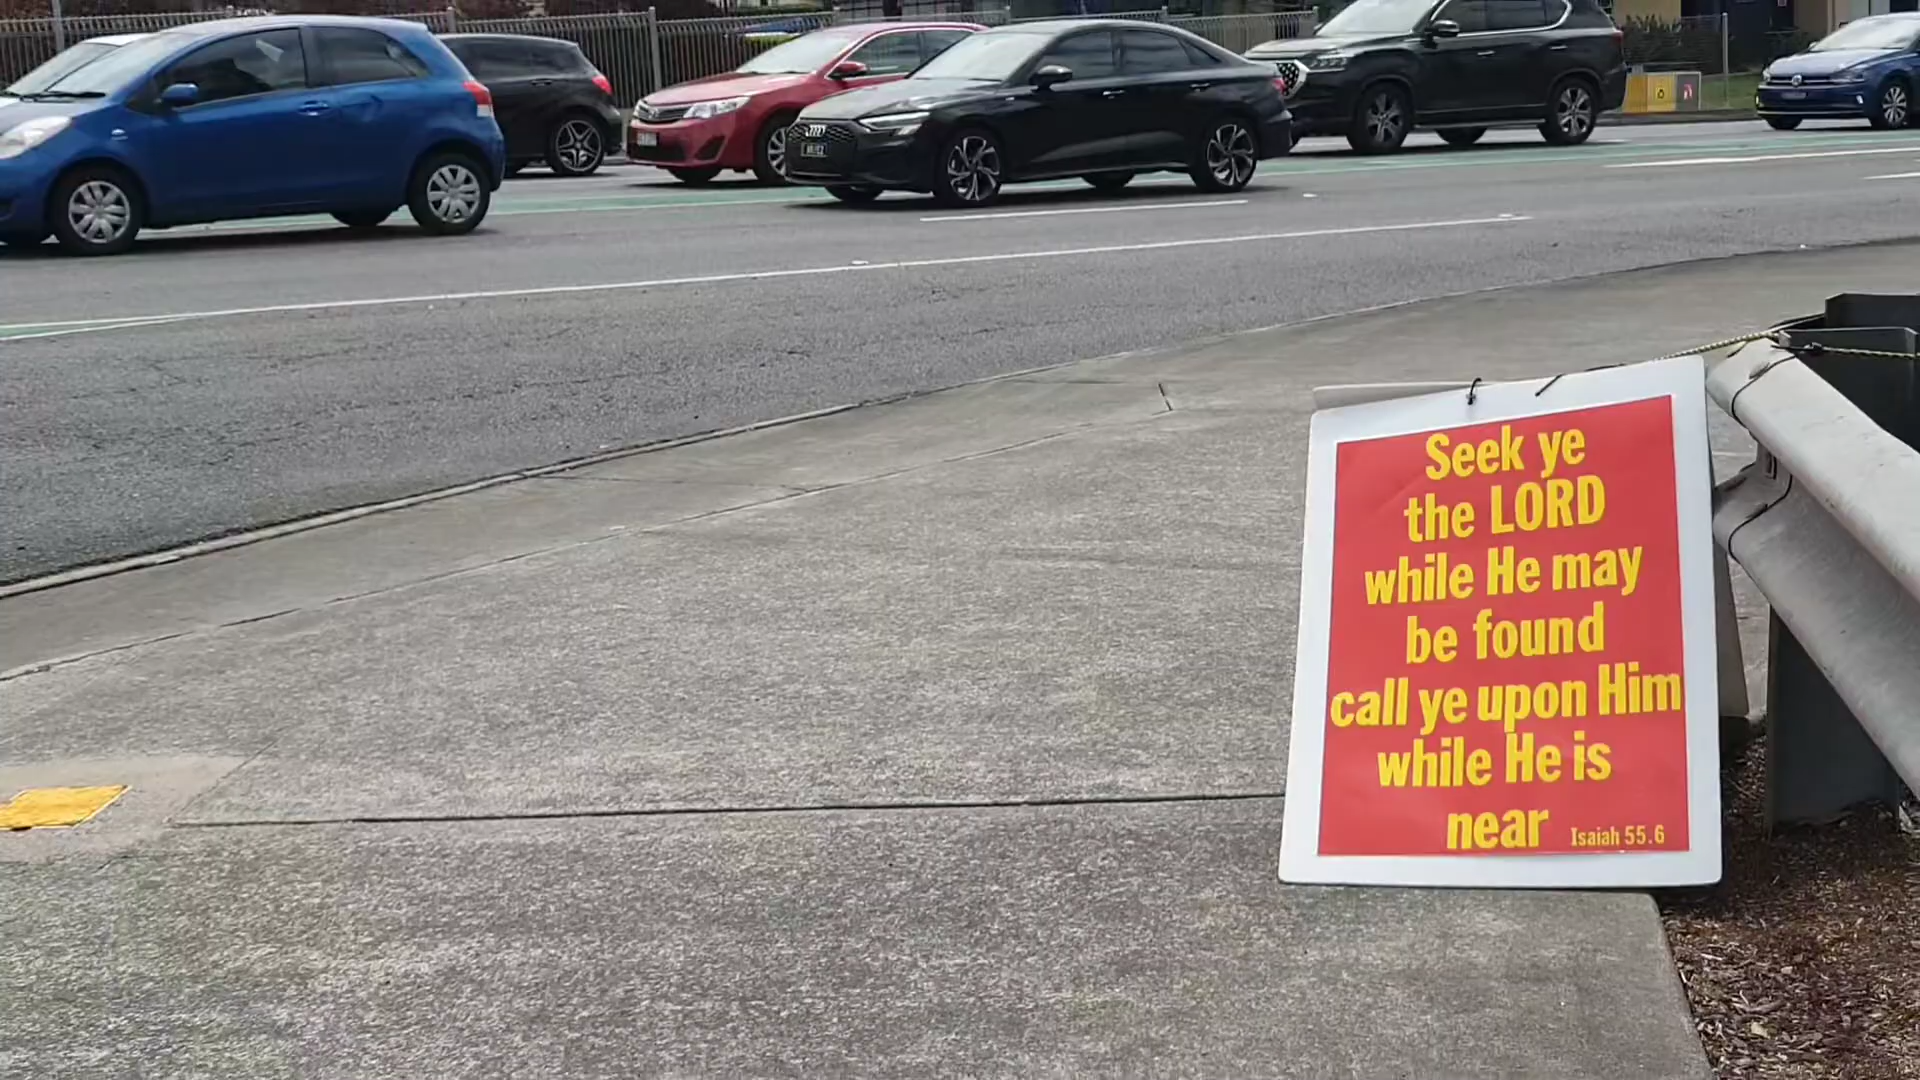 Seek ye
the LORD
while He may
be found
call ye upon Him
while He is
near Isaiah 55.6